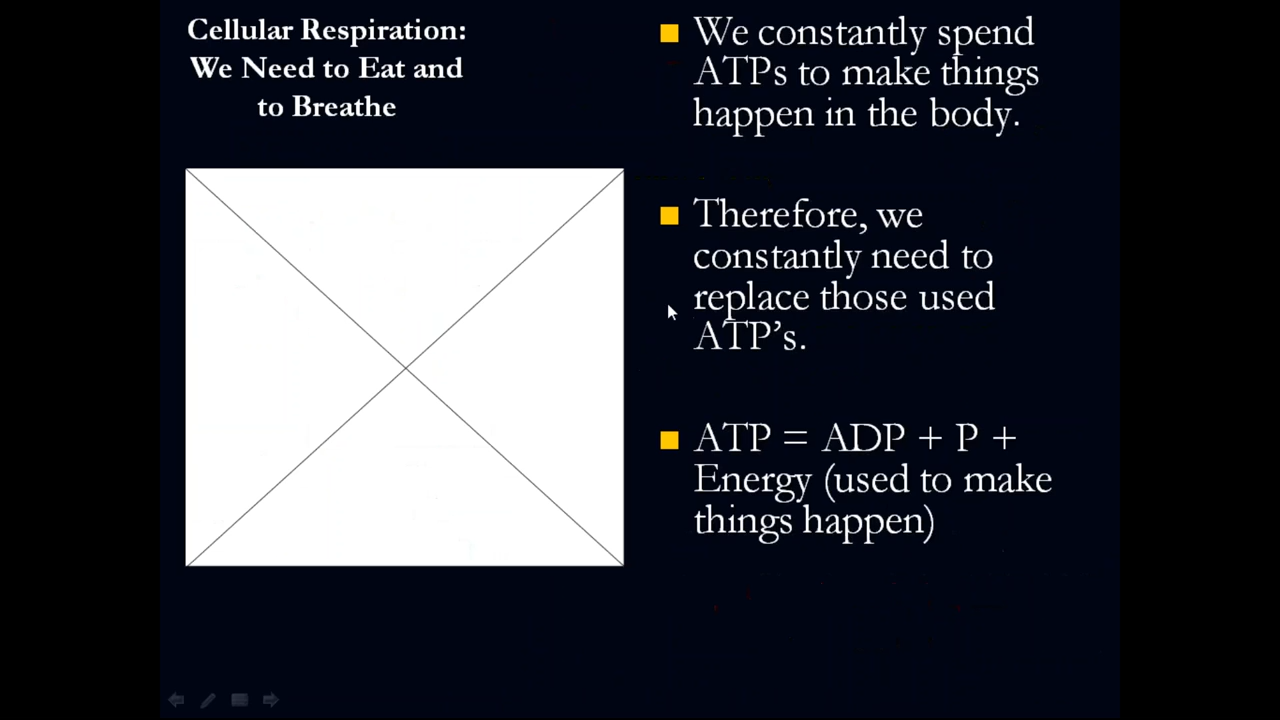 Cellular Respiration:
We Need to Eat and
to Breathe
We constantly spend
ATPs to make things
happen in the body.
Therefore, we
constantly need to
replace those used
ATP’s.
ATP = ADP + P +
Energy (used to make
things happen)